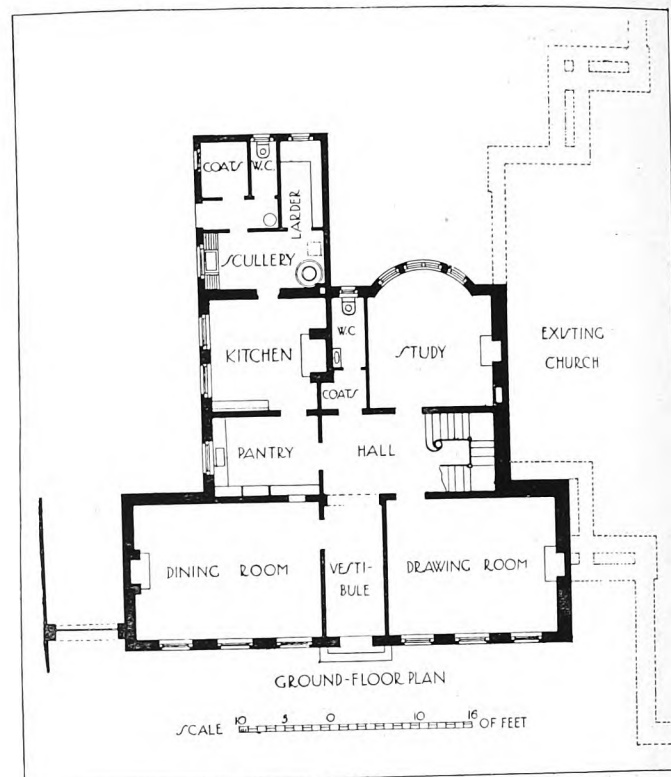 COATS
W.C.
LARDER
SCULLERY
KITCHEN
W.C
STUDY
EXISTING
CHURCH
COATS
PANTRY
HALL
DINING ROOM
VESTI-
BULE
DRAWING ROOM
GROUND-FLOOR PLAN
SCALE 10 5 0 10 16 OF FEET